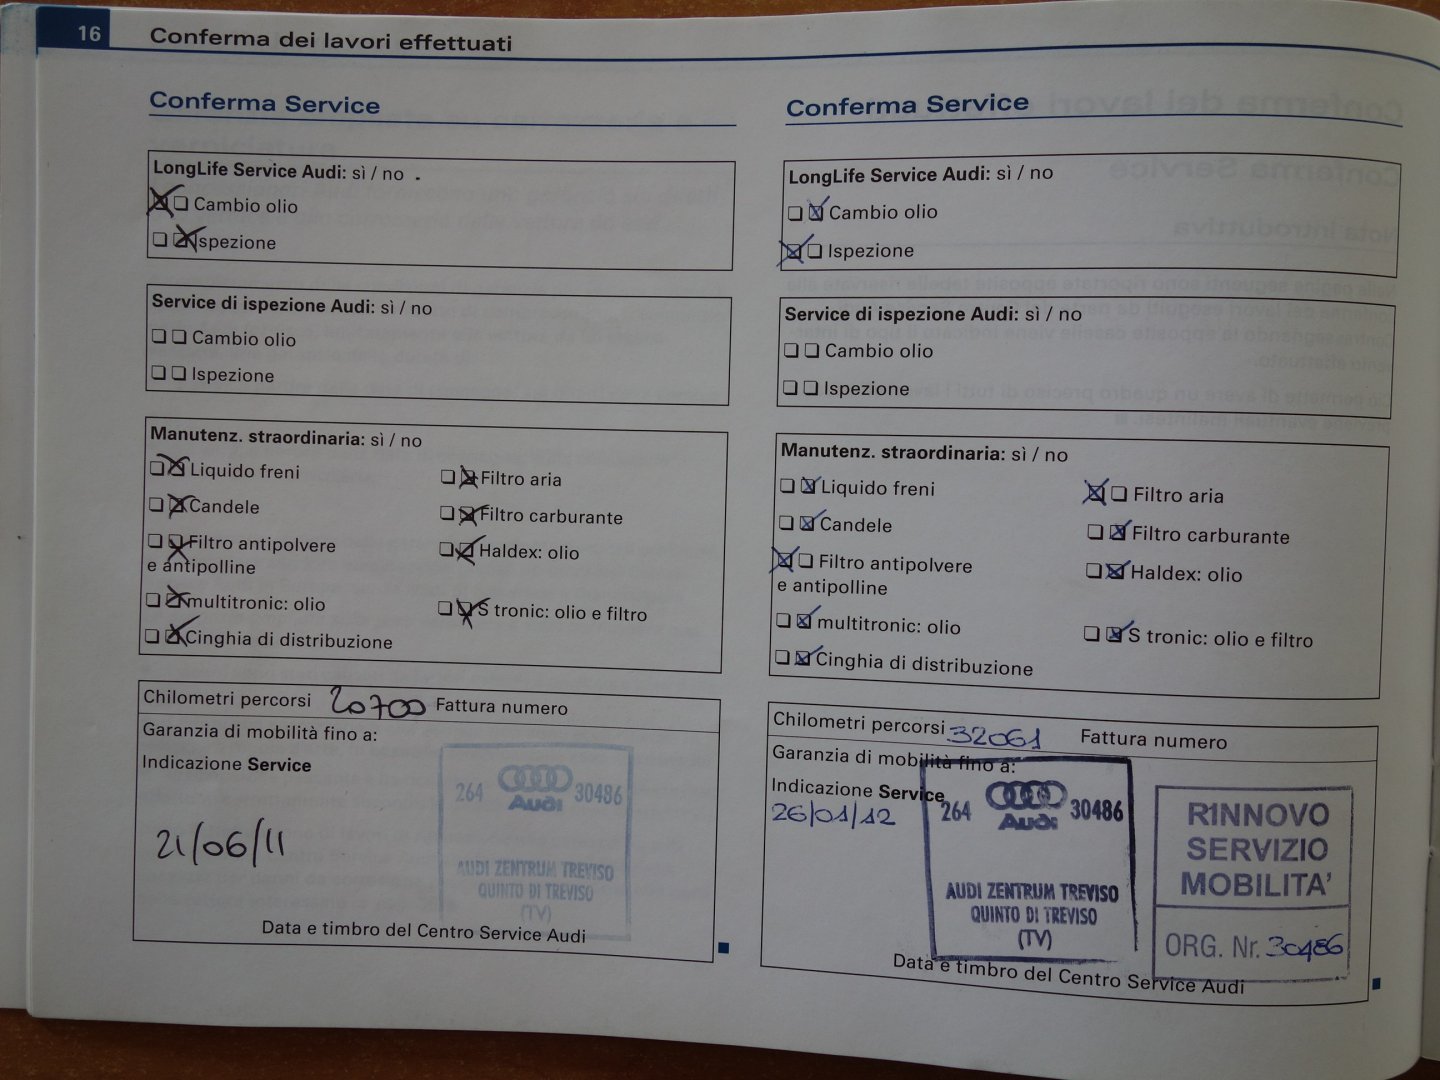 16 Conferma dei lavori effettuati
Conferma Service
LongLife Service Audi: sì / no
Cambio olio
Ispezione
Service di ispezione Audi: sì / no
Cambio olio
Ispezione
Manutenz. straordinaria: sì / no
Liquido freni
Filtro aria
Candele
Filtro carburante
Filtro antipolvere
e antipolline
Haldex: olio
multitronic: olio
S tronic: olio e filtro
Cinghia di distribuzione
Chilometri percorsi 20700 Fattura numero
Garanzia di mobilità fino a:
Indicazione Service
21/06/11
264 Audi 30486
AUDI ZENTRUM TREVISO
QUINTO DI TREVISO
(TV)
Data e timbro del Centro Service Audi
Conferma Service
LongLife Service Audi: sì / no
Cambio olio
Ispezione
Service di ispezione Audi: sì / no
Cambio olio
Ispezione
Manutenz. straordinaria: sì / no
Liquido freni
Filtro aria
Candele
Filtro carburante
Filtro antipolvere
e antipolline
Haldex: olio
multitronic: olio
S tronic: olio e filtro
Cinghia di distribuzione
Chilometri percorsi 32061 Fattura numero
Garanzia di mobilità fino a:
Indicazione Service
26/01/12
264 Audi 30486
AUDI ZENTRUM TREVISO
QUINTO DI TREVISO
(TV)
RINNOVO
SERVIZIO
MOBILITA'
ORG. Nr. 30486
Data e timbro del Centro Service Audi